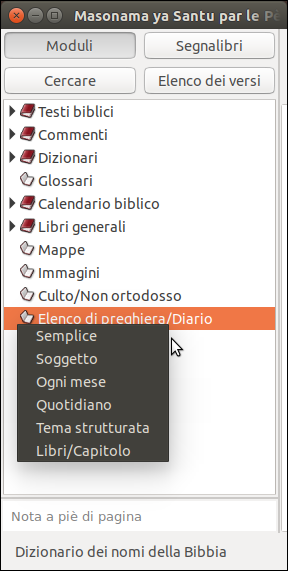 Masonama ya Santu par le
Moduli
Segnalibri
Cercare
Elenco dei versi
Testi biblici
Commenti
Dizionari
Glossari
Calendario biblico
Libri generali
Mappe
Immagini
Culto/Non ortodosso
Elenco di preghiera/Diario
Semplice
Soggetto
Ogni mese
Quotidiano
Tema strutturata
Libri/Capitolo
Nota a piè di pagina
Dizionario dei nomi della Bibbia